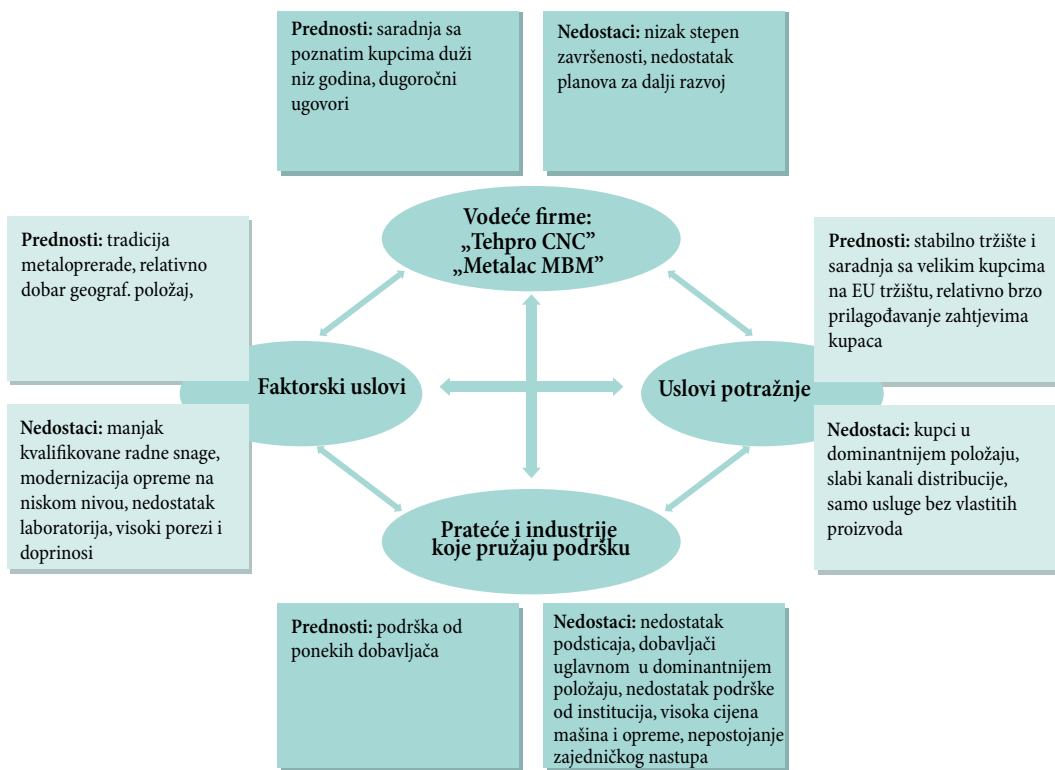 Prednosti: saradnja sa
poznatim kupcima duži
niz godina, dugoročni
ugovori
Nedostaci: nizak stepen
završenosti, nedostatak
planova za dalji razvoj
Vodeće firme:
„Tehpro CNC”
„Metalac MBM”
Prednosti: tradicija
metaloprerade, relativno
dobar geograf. položaj,
Prednosti: stabilno tržište i
saradnja sa velikim kupcima
na EU tržištu, relativno brzo
prilagođavanje zahtjevima
kupaca
Faktorski uslovi
Uslovi potražnje
Nedostaci: manjak
kvalifikovane radne snage,
modernizacija opreme na
niskom nivou, nedostatak
laboratorija, visoki porezi i
doprinosi
Nedostaci: kupci u
dominantnijem položaju,
slabi kanali distribucije,
samo usluge bez vlastitih
proizvoda
Prateće i industrije
koje pružaju podršku
Prednosti: podrška od
ponekih dobavljača
Nedostaci: nedostatak
podsticaja, dobavljači
uglavnom u dominantnijem
položaju, nedostatak podrške
od institucija, visoka cijena
mašina i opreme, nepostojanje
zajedničkog nastupa